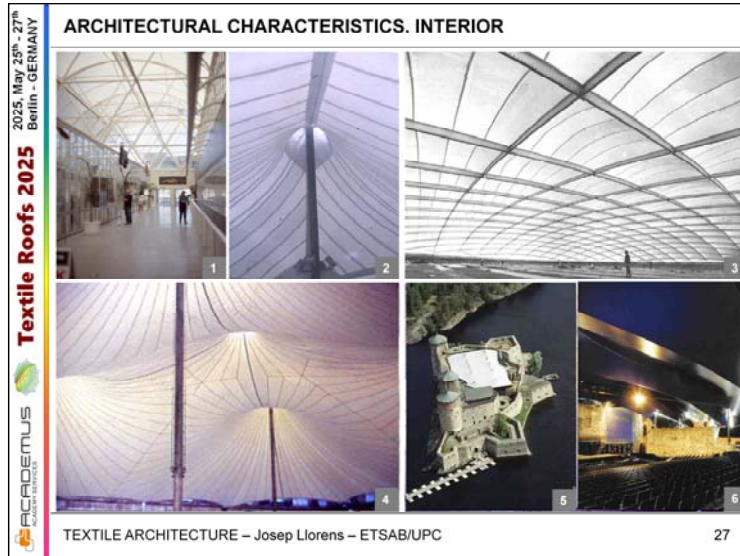 ARCHITECTURAL CHARACTERISTICS. INTERIOR
2025, May 25th - 27th
Berlin - GERMANY
Textile Roofs 2025
ACADEMUS
ACADEMY SERVICES
1
2
3
4
5
6
TEXTILE ARCHITECTURE – Josep Llorens – ETSAB/UPC
27